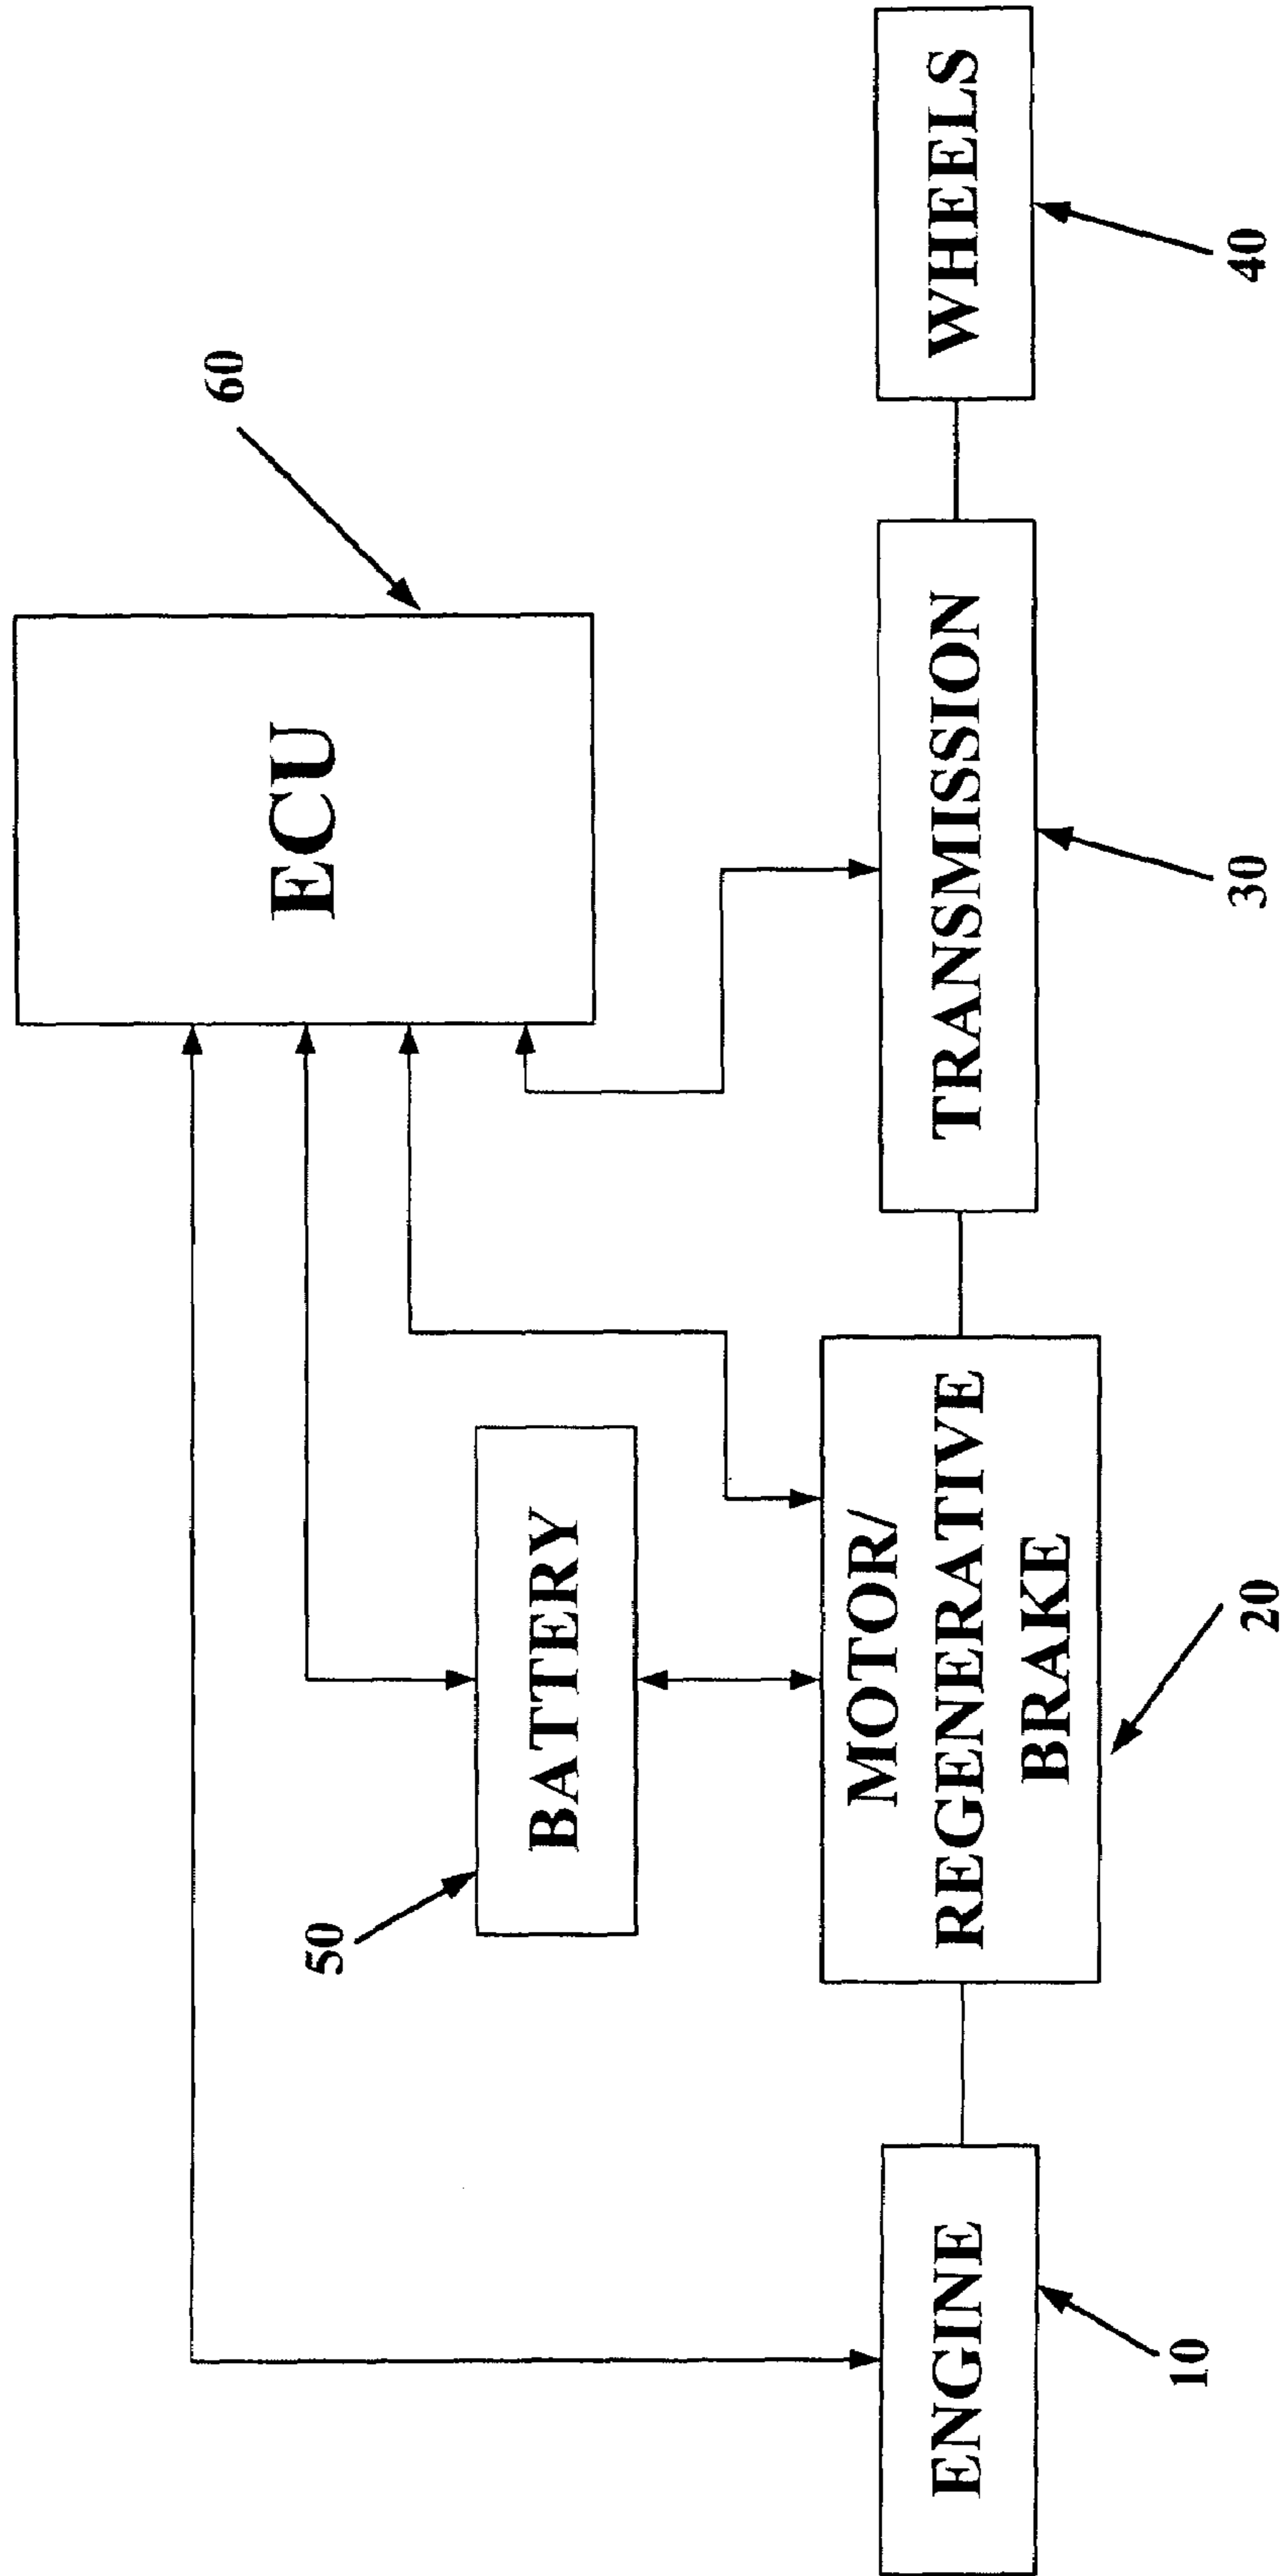 60
ECU
50
BATTERY
MOTOR/
REGENERATIVE
BRAKE
ENGINE
TRANSMISSION
WHEELS
10
20
30
40